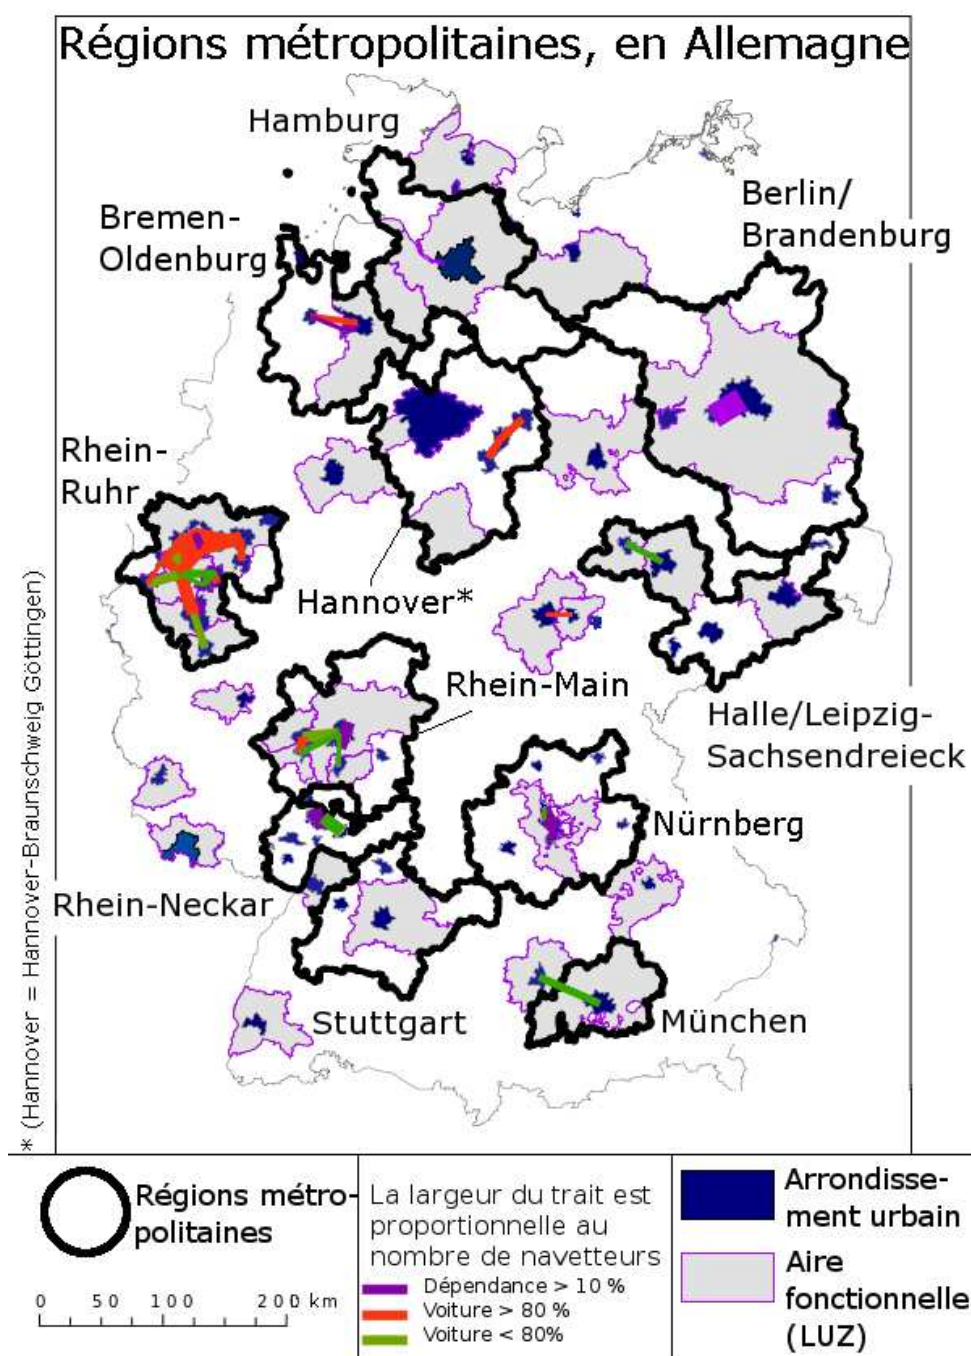 Régions métropolitaines, en Allemagne
Hamburg
Berlin/
Brandenburg
Bremen-
Oldenburg
Rhein-
Ruhr
Hannover*
Rhein-Main
Halle/Leipzig-
Sachsendreieck
Nürnberg
Rhein-Neckar
Stuttgart
München
* (Hannover = Hannover-Braunschweig Göttingen)
Régions métro-
politaines
0 50 100 200 km
La largeur du trait est
proportionnelle au
nombre de navetteurs
Dépendance > 10 %
Voiture > 80 %
Voiture < 80%
Arrondisse-
ment urbain
Aire
fonctionnelle
(LUZ)